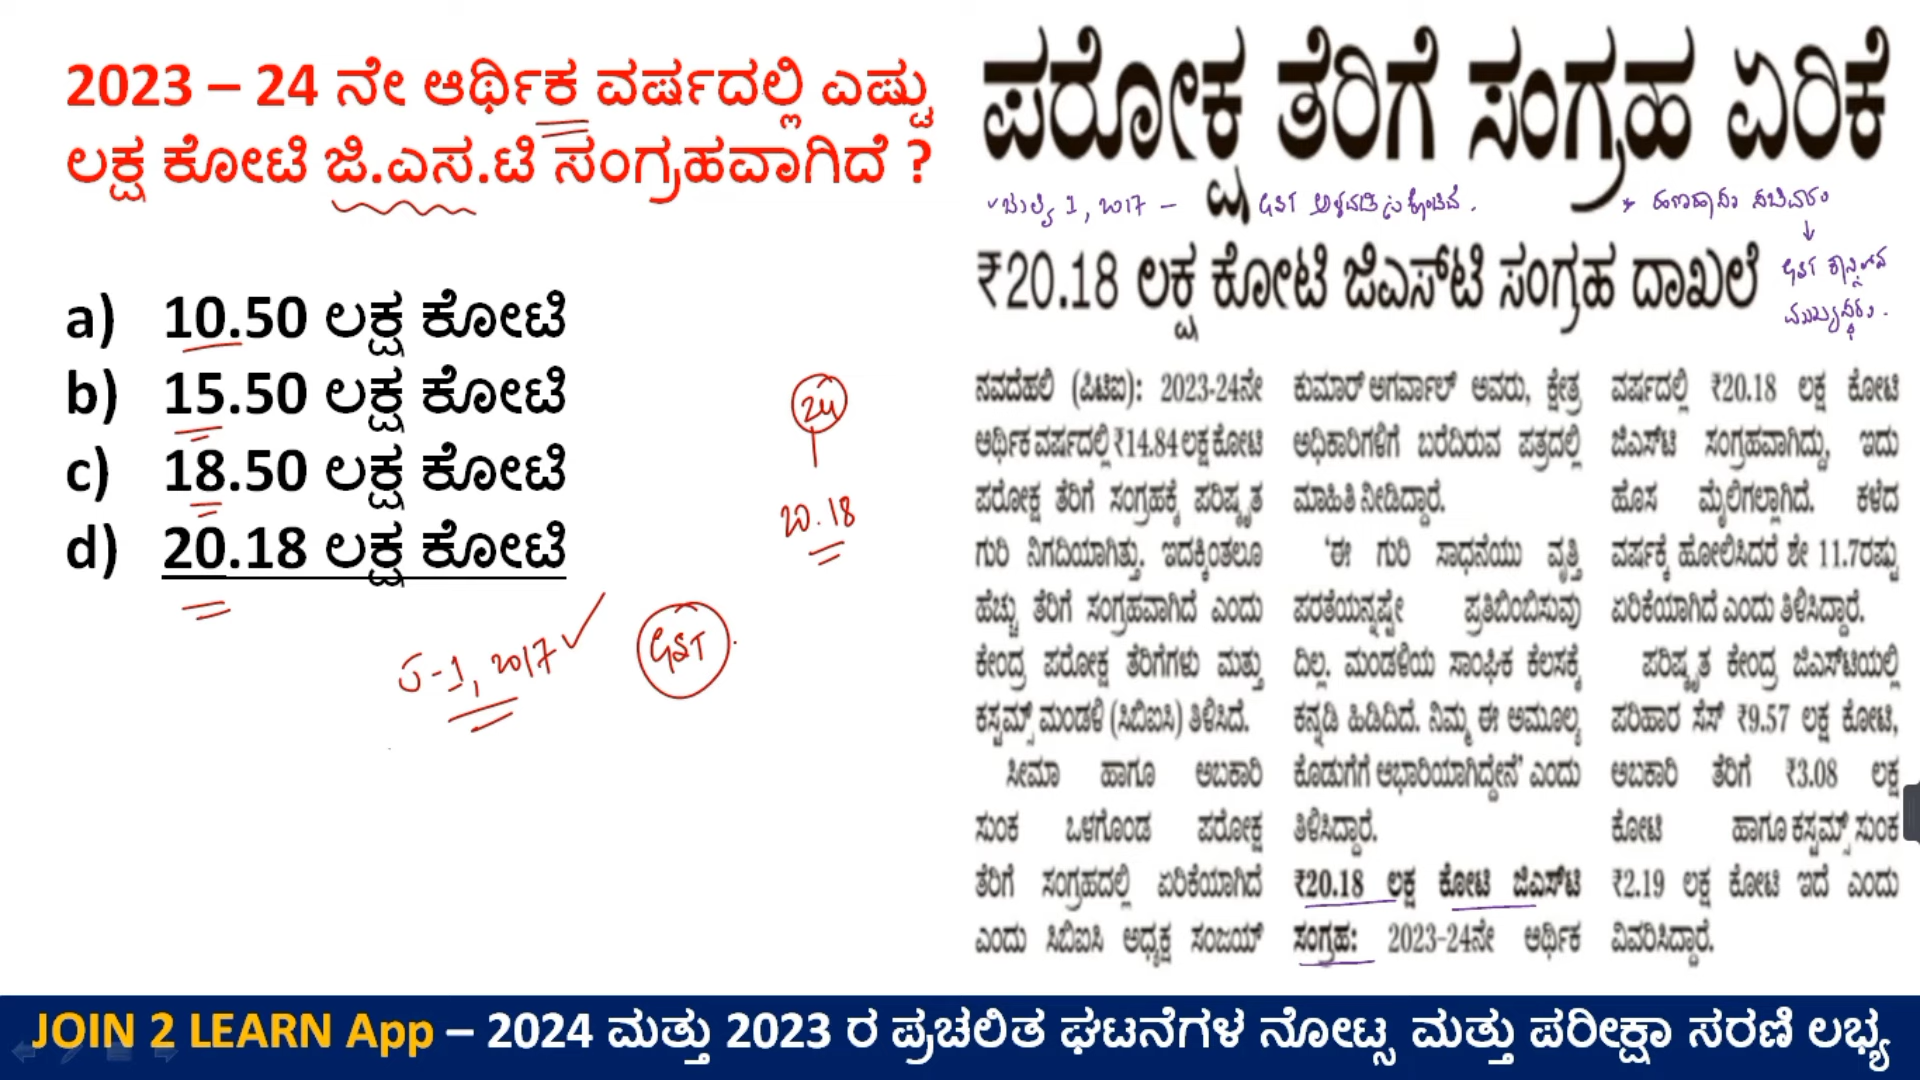 2023 – 24 ನೇ ಆರ್ಥಿಕ ವರ್ಷದಲ್ಲಿ ಎಷ್ಟು
ಲಕ್ಷ ಕೋಟಿ ಜಿ.ಎಸ.ಟಿ ಸಂಗ್ರಹವಾಗಿದೆ ?
a) 10.50 ಲಕ್ಷ ಕೋಟಿ
b) 15.50 ಲಕ್ಷ ಕೋಟಿ
c) 18.50 ಲಕ್ಷ ಕೋಟಿ
d) 20.18 ಲಕ್ಷ ಕೋಟಿ
24
20.18
J-1, 2017
GST
ಪರೋಕ್ಷ ತೆರಿಗೆ ಸಂಗ್ರಹ ಏರಿಕೆ
ಜುಲೈ 1, 2017 – GST
₹20.18 ಲಕ್ಷ ಕೋಟಿ ಜಿಎಸ್‌ಟಿ ಸಂಗ್ರಹ ದಾಖಲೆ
GST
ನವದೆಹಲಿ (ಪಿಟಿಐ): 2023-24ನೇ
ಆರ್ಥಿಕ ವರ್ಷದಲ್ಲಿ ₹14.84 ಲಕ್ಷ ಕೋಟಿ
ಪರೋಕ್ಷ ತೆರಿಗೆ ಸಂಗ್ರಹಕ್ಕೆ ಪರಿಷ್ಕೃತ
ಗುರಿ ನಿಗದಿಯಾಗಿತ್ತು. ಇದಕ್ಕಿಂತಲೂ
ಹೆಚ್ಚು ತೆರಿಗೆ ಸಂಗ್ರಹವಾಗಿದೆ ಎಂದು
ಕೇಂದ್ರ ಪರೋಕ್ಷ ತೆರಿಗೆಗಳು ಮತ್ತು
ಕಸ್ಟಮ್ಸ್ ಮಂಡಳಿ (ಸಿಬಿಐಸಿ) ತಿಳಿಸಿದೆ.
ಸೀಮಾ ಹಾಗೂ ಅಬಕಾರಿ
ಸುಂಕ ಒಳಗೊಂಡ ಪರೋಕ್ಷ
ತೆರಿಗೆ ಸಂಗ್ರಹದಲ್ಲಿ ಏರಿಕೆಯಾಗಿದೆ
ಎಂದು ಸಿಬಿಐಸಿ ಅಧ್ಯಕ್ಷ ಸಂಜಯ್
ಕುಮಾರ್ ಅಗರ್ವಾಲ್ ಅವರು, ಕ್ಷೇತ್ರ
ಅಧಿಕಾರಿಗಳಿಗೆ ಬರೆದಿರುವ ಪತ್ರದಲ್ಲಿ
ಮಾಹಿತಿ ನೀಡಿದ್ದಾರೆ.
‘ಈ ಗುರಿ ಸಾಧನೆಯು ವೃತ್ತಿ
ಪರತೆಯನ್ನಷ್ಟೇ ಪ್ರತಿಬಿಂಬಿಸುವು
ದಿಲ್ಲ. ಮಂಡಳಿಯ ಸಾಂಘಿಕ ಕೆಲಸಕ್ಕೆ
ಕನ್ನಡಿ ಹಿಡಿದಿದೆ. ನಿಮ್ಮ ಈ ಅಮೂಲ್ಯ
ಕೊಡುಗೆಗೆ ಆಭಾರಿಯಾಗಿದ್ದೇನೆ’ ಎಂದು
ತಿಳಿಸಿದ್ದಾರೆ.
₹20.18 ಲಕ್ಷ ಕೋಟಿ ಜಿಎಸ್‌ಟಿ
ಸಂಗ್ರಹ: 2023-24ನೇ ಆರ್ಥಿಕ
ವರ್ಷದಲ್ಲಿ ₹20.18 ಲಕ್ಷ ಕೋಟಿ
ಜಿಎಸ್‌ಟಿ ಸಂಗ್ರಹವಾಗಿದ್ದು, ಇದು
ಹೊಸ ಮೈಲಿಗಲ್ಲಾಗಿದೆ. ಕಳೆದ
ವರ್ಷಕ್ಕೆ ಹೋಲಿಸಿದರೆ ಶೇ 11.7ರಷ್ಟು
ಏರಿಕೆಯಾಗಿದೆ ಎಂದು ತಿಳಿಸಿದ್ದಾರೆ.
ಪರಿಷ್ಕೃತ ಕೇಂದ್ರ ಜಿಎಸ್‌ಟಿಯಲ್ಲಿ
ಪರಿಹಾರ ಸೆಸ್ ₹9.57 ಲಕ್ಷ ಕೋಟಿ,
ಅಬಕಾರಿ ತೆರಿಗೆ ₹3.08 ಲಕ್ಷ
ಕೋಟಿ ಹಾಗೂ ಕಸ್ಟಮ್ಸ್ ಸುಂಕ
₹2.19 ಲಕ್ಷ ಕೋಟಿ ಇದೆ ಎಂದು
ವಿವರಿಸಿದ್ದಾರೆ.
JOIN 2 LEARN App – 2024 ಮತ್ತು 2023 ರ ಪ್ರಚಲಿತ ಘಟನೆಗಳ ನೋಟ್ಸ ಮತ್ತು ಪರೀಕ್ಷಾ ಸರಣಿ ಲಭ್ಯ